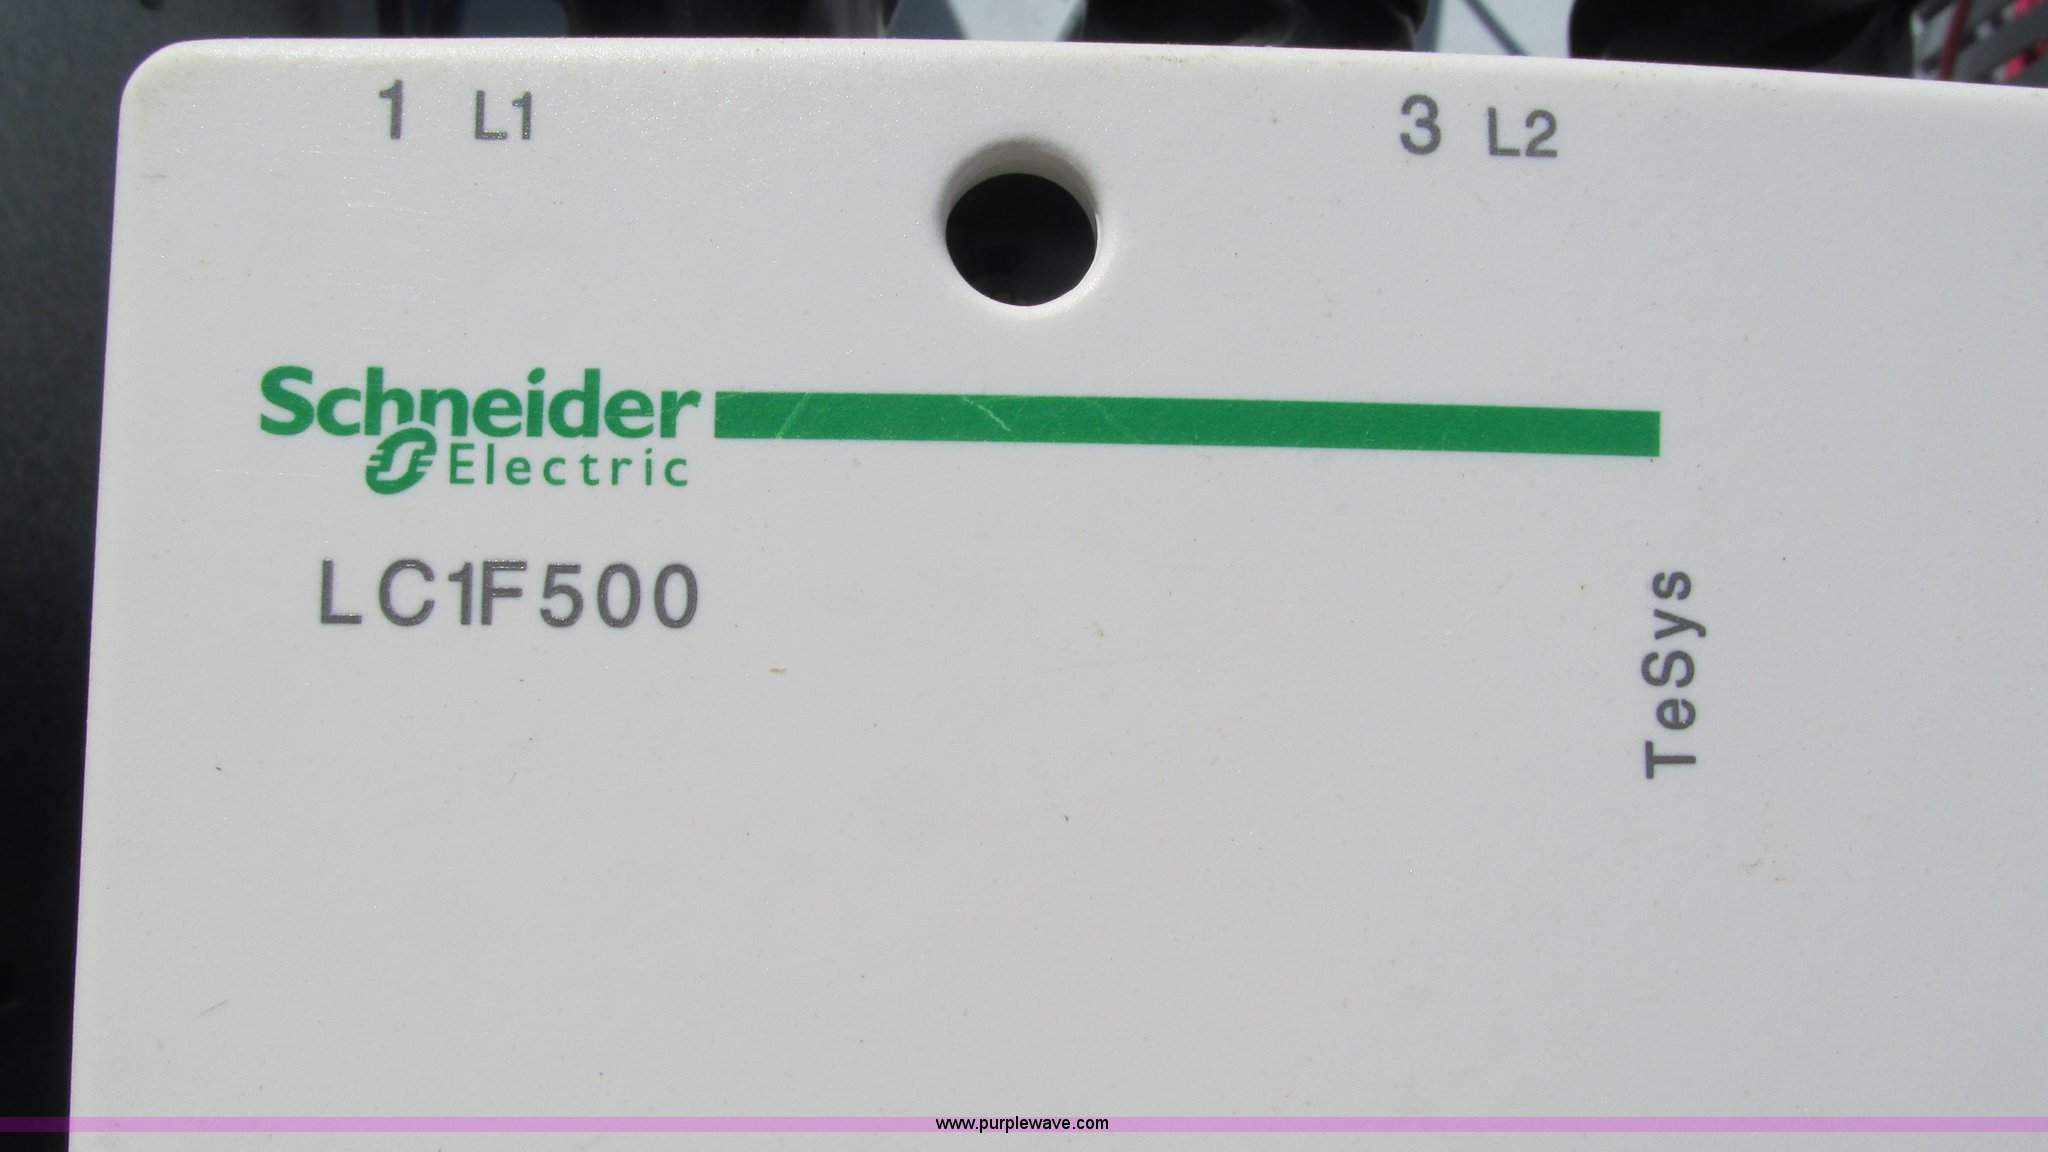 1 L1
3 L2
Schneider
Electric
LC1F500
TeSys
www.purplewave.com